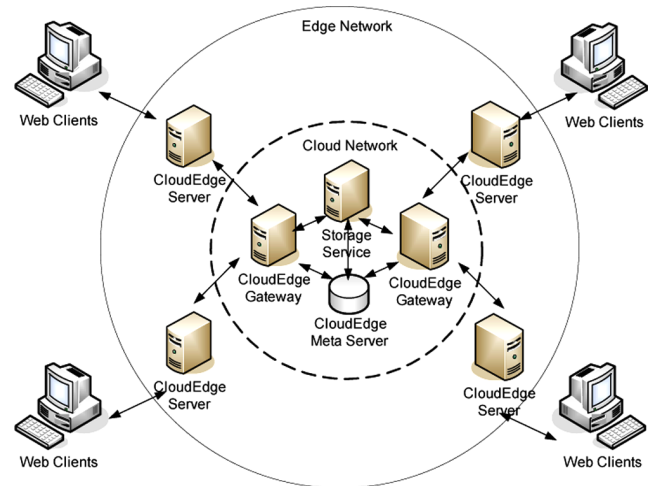 Edge Network
Web Clients
Web Clients
Cloud Network
CloudEdge
Server
CloudEdge
Server
Storage
Service
CloudEdge
Gateway
CloudEdge
Gateway
CloudEdge
Meta Server
CloudEdge
Server
CloudEdge
Server
Web Clients
Web Clients